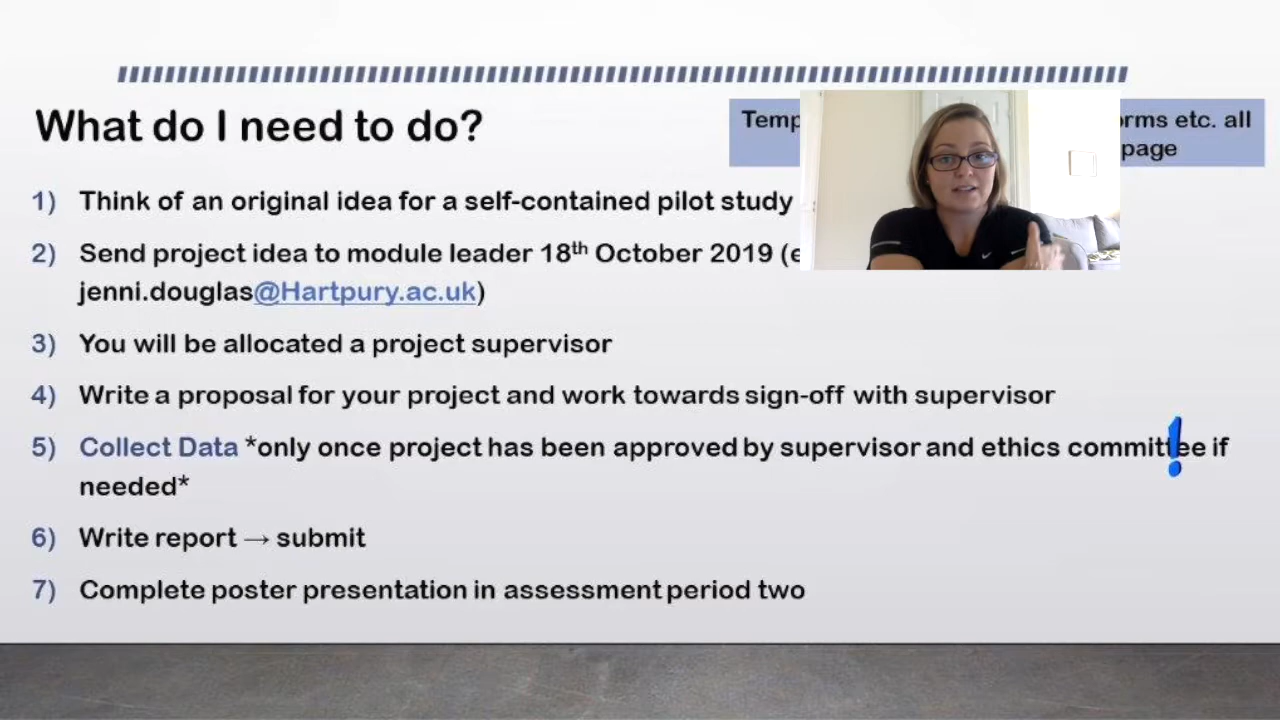 What do I need to do?
Temp orms etc. all
page
1) Think of an original idea for a self-contained pilot study
2) Send project idea to module leader 18th October 2019 (e
jenni.douglas@Hartpury.ac.uk)
3) You will be allocated a project supervisor
4) Write a proposal for your project and work towards sign-off with supervisor
5) Collect Data *only once project has been approved by supervisor and ethics committee if
needed*
6) Write report → submit
7) Complete poster presentation in assessment period two